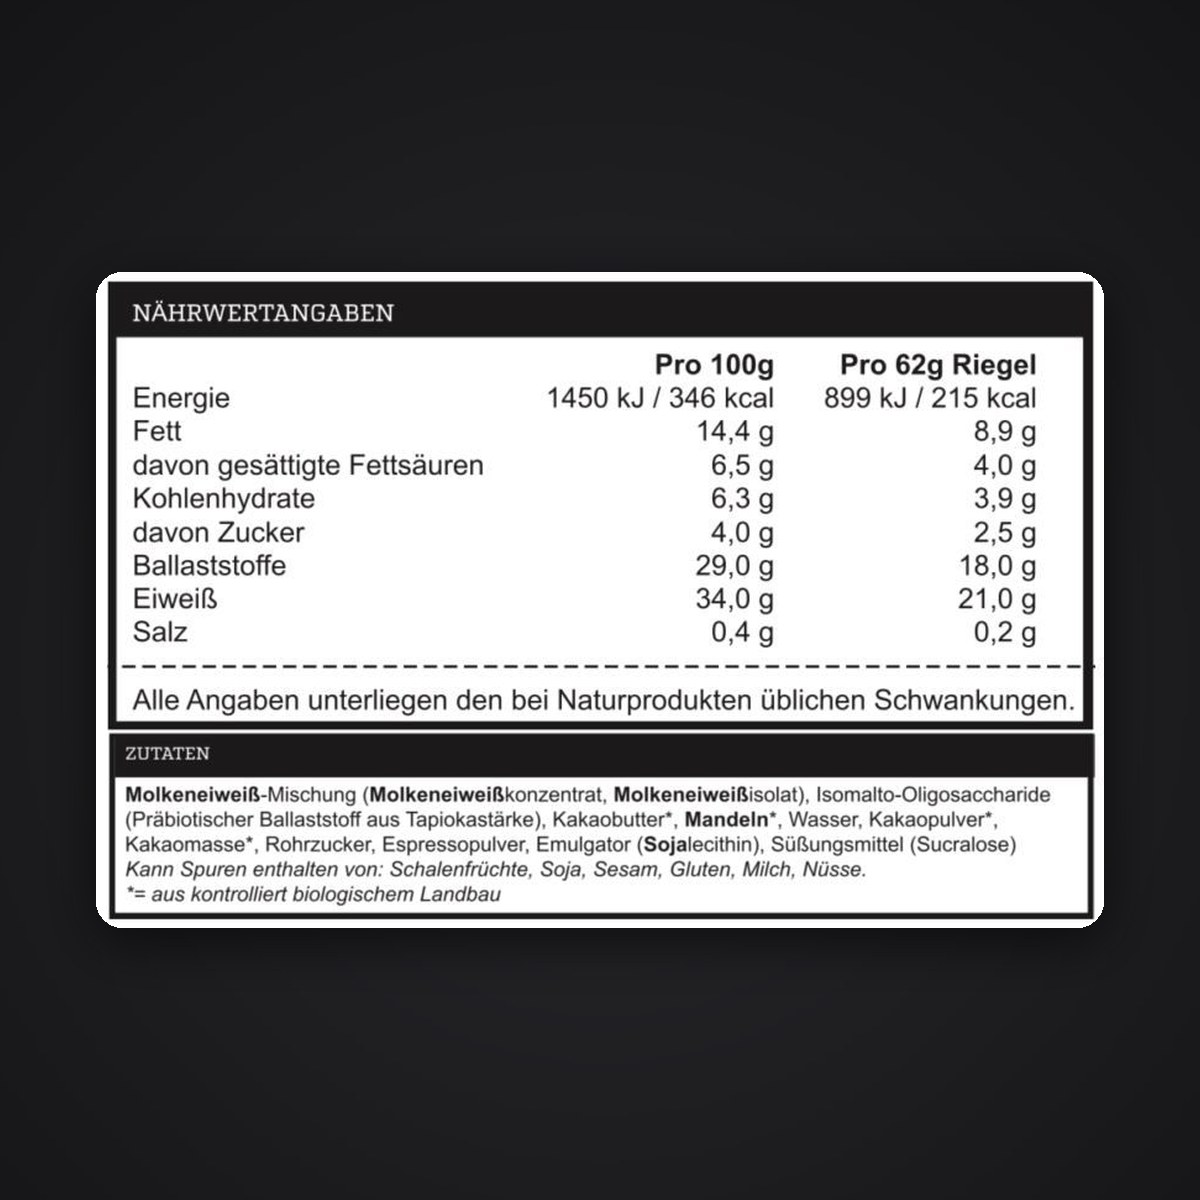 NÄHRWERTANGABEN
Pro 100g Pro 62g Riegel
Energie 1450 kJ / 346 kcal 899 kJ / 215 kcal
Fett 14,4 g 8,9 g
davon gesättigte Fettsäuren 6,5 g 4,0 g
Kohlenhydrate 6,3 g 3,9 g
davon Zucker 4,0 g 2,5 g
Ballaststoffe 29,0 g 18,0 g
Eiweiß 34,0 g 21,0 g
Salz 0,4 g 0,2 g
Alle Angaben unterliegen den bei Naturprodukten üblichen Schwankungen.
ZUTATEN
Molkeneiweiß-Mischung (Molkeneiweißkonzentrat, Molkeneiweißisolat), Isomalto-Oligosaccharide
(Präbiotischer Ballaststoff aus Tapiokastärke), Kakaobutter*, Mandeln*, Wasser, Kakaopulver*,
Kakaomasse*, Rohrzucker, Espressopulver, Emulgator (Sojalecithin), Süßungsmittel (Sucralose)
Kann Spuren enthalten von: Schalenfrüchte, Soja, Sesam, Gluten, Milch, Nüsse.
*= aus kontrolliert biologischem Landbau